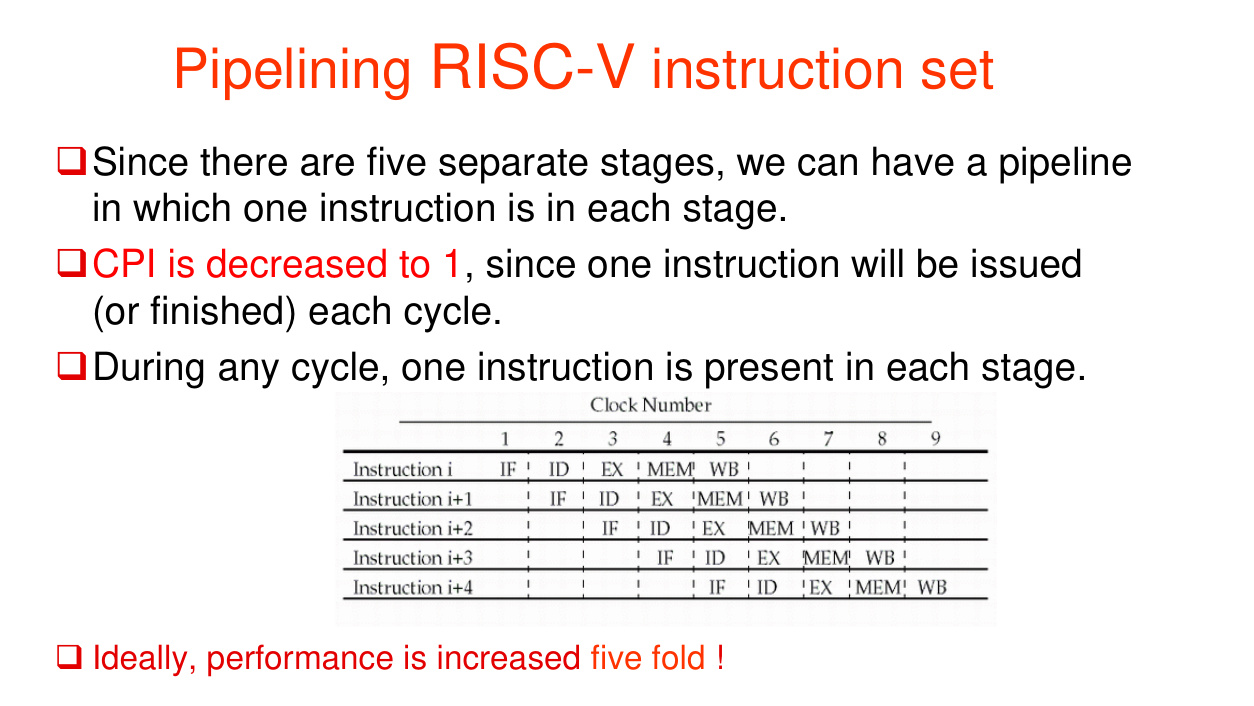 Pipelining RISC-V instruction set
Since there are five separate stages, we can have a pipeline
in which one instruction is in each stage.
CPI is decreased to 1, since one instruction will be issued
(or finished) each cycle.
During any cycle, one instruction is present in each stage.
Clock Number
1 2 3 4 5 6 7 8 9
Instruction i IF ID EX MEM WB
Instruction i+1 IF ID EX MEM WB
Instruction i+2 IF ID EX MEM WB
Instruction i+3 IF ID EX MEM WB
Instruction i+4 IF ID EX MEM WB
Ideally, performance is increased five fold !